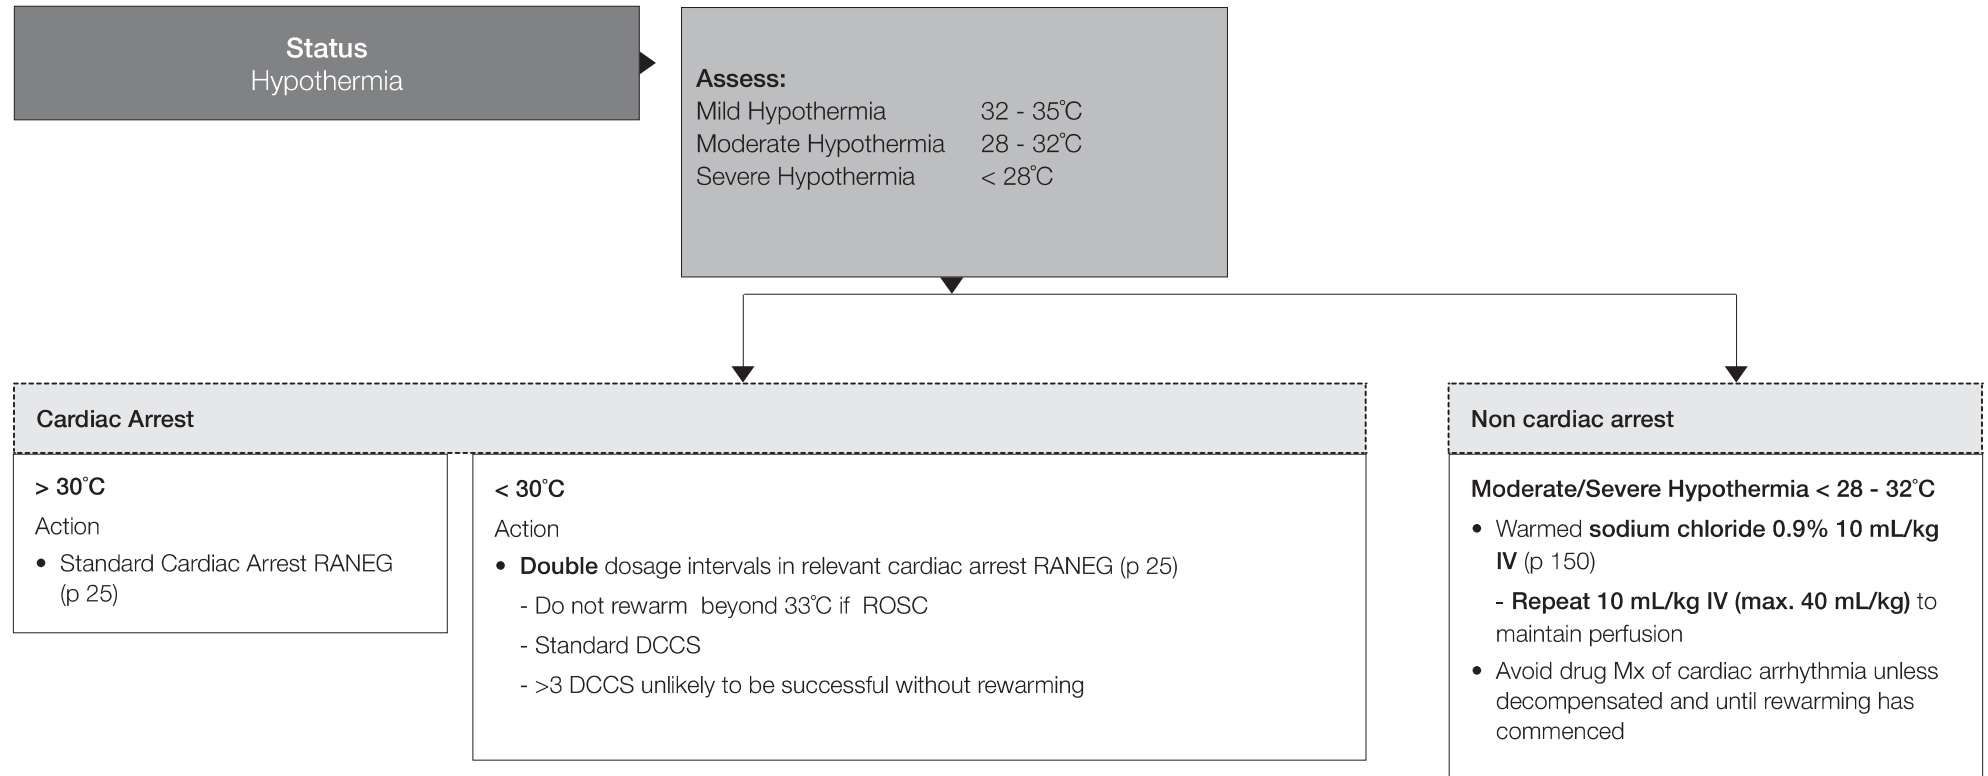 Status
Hypothermia
Assess:
Mild Hypothermia 32 - 35°C
Moderate Hypothermia 28 - 32°C
Severe Hypothermia < 28°C
Cardiac Arrest
> 30°C
Action
• Standard Cardiac Arrest RANEG
(p 25)
< 30°C
Action
• Double dosage intervals in relevant cardiac arrest RANEG (p 25)
- Do not rewarm beyond 33°C if ROSC
- Standard DCCS
- >3 DCCS unlikely to be successful without rewarming
Non cardiac arrest
Moderate/Severe Hypothermia < 28 - 32°C
• Warmed sodium chloride 0.9% 10 mL/kg
IV (p 150)
- Repeat 10 mL/kg IV (max. 40 mL/kg) to
maintain perfusion
• Avoid drug Mx of cardiac arrhythmia unless
decompensated and until rewarming has
commenced